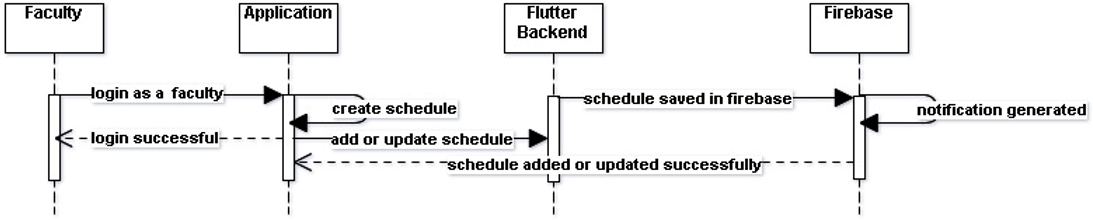 Faculty
Application
Flutter
Backend
Firebase
login as a faculty
create schedule
schedule saved in firebase
notification generated
login successful
add or update schedule
schedule added or updated successfully